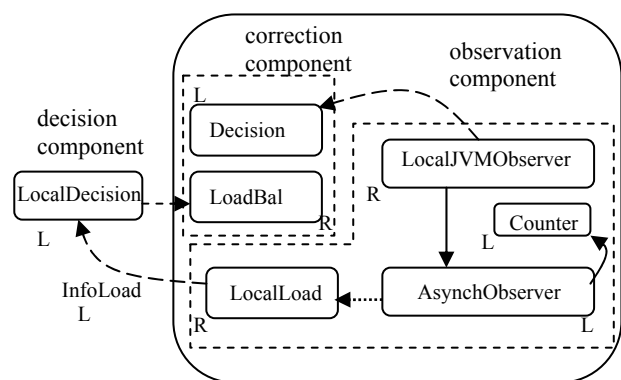 correction
component
observation
component
decision
component
L
Decision
LocalJVMObserver
LocalDecision
LoadBal
R
R
Counter
L
L
InfoLoad
L
LocalLoad
AsynchObserver
R
L